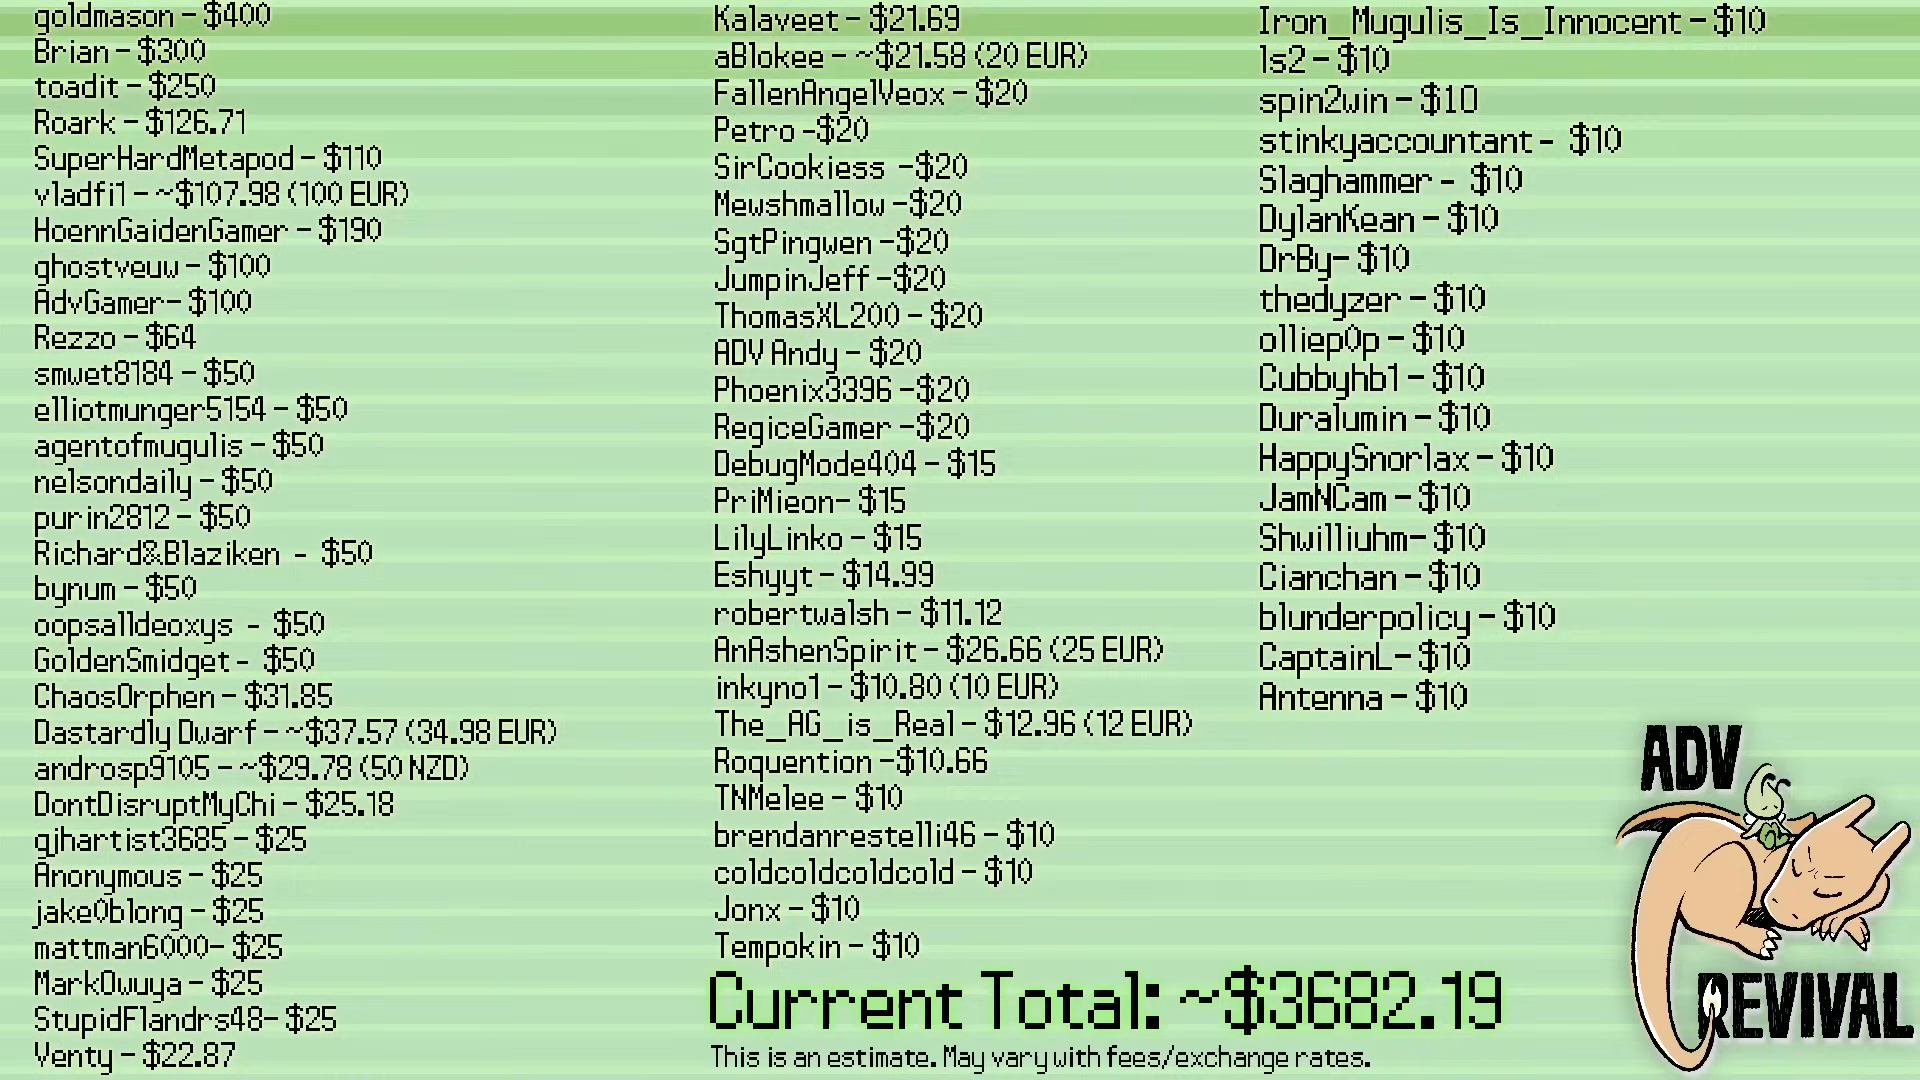 goldmason - $400
Brian - $300
toadit - $250
Roark - $126.71
SuperHardMetapod - $110
vladfi1 - ~$107.98 (100 EUR)
HoennGaidenGamer - $190
ghostveuw - $100
AdvGamer- $100
Rezzo - $64
smwet8184 - $50
elliotmunger5154 - $50
agentofmugulis - $50
nelsondaily - $50
purin2812 - $50
Richard&Blaziken - $50
bynum - $50
oopsalldeoxys - $50
GoldenSmidget - $50
ChaosOrphen - $31.85
Dastardly Dwarf - ~$37.57 (34.98 EUR)
androsp9105 - ~$29.78 (50 NZD)
DontDisruptMyChi - $25.18
gjhartist3685 - $25
Anonymous - $25
jakeOblong - $25
mattman6000- $25
MarkOwuya - $25
StupidFlandrs48- $25
Venty - $22.87
Kalaveet - $21.69
aBlokee - ~$21.58 (20 EUR)
FallenAngelVeox - $20
Petro -$20
SirCookiess -$20
Mewshmallow -$20
SgtPingwen -$20
JumpinJeff -$20
ThomasXL200 - $20
ADV Andy - $20
Phoenix3396 -$20
RegiceGamer -$20
DebugMode404 - $15
PriMieon- $15
LilyLinko - $15
Eshyyt - $14.99
robertwalsh - $11.12
AnAshenSpirit - $26.66 (25 EUR)
inkyno1 - $10.80 (10 EUR)
The_AG_is_Real - $12.96 (12 EUR)
Roquention -$10.66
TNMelee - $10
brendanrestelli46 - $10
coldcoldcoldcold - $10
Jonx - $10
Tempokin - $10
Iron_Mugulis_Is_Innocent - $10
ls2 - $10
spin2win - $10
stinkyaccountant - $10
Slaghammer - $10
DylanKean - $10
DrBy- $10
thedyzer - $10
olliep0p - $10
Cubbyhb1 - $10
Duralumin - $10
HappySnorlax - $10
JamNCam - $10
Shwilliuhm- $10
Cianchan - $10
blunderpolicy - $10
CaptainL- $10
Antenna - $10
Current Total: ~$3682.19
This is an estimate. May vary with fees/exchange rates.
ADV
REVIVAL